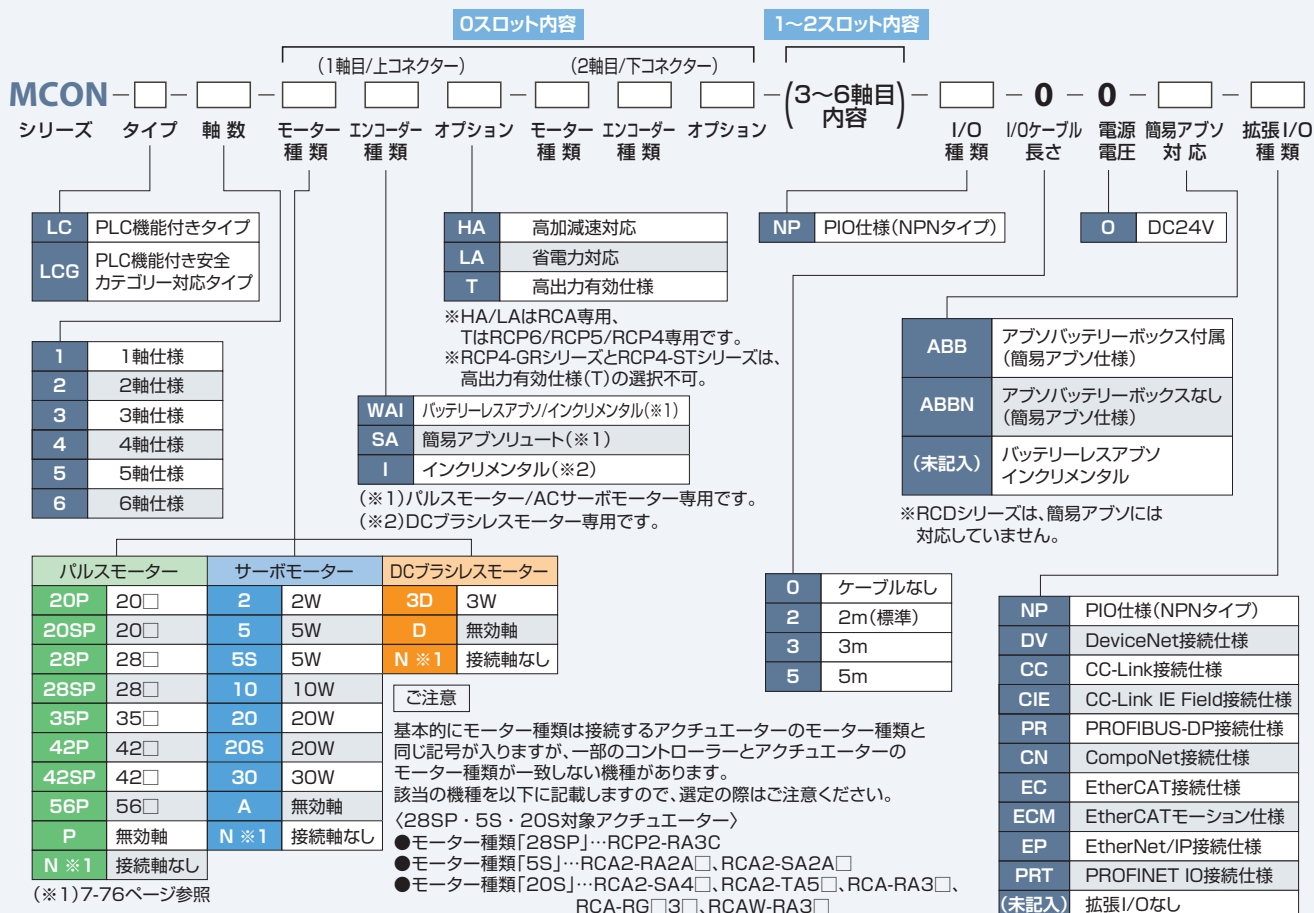 0スロット内容
1～2スロット内容
(1軸目/上コネクター)
(2軸目/下コネクター)
MCON－□－□－□ □ □－□ □ □－(3～6軸目内容)－□－0－0－□－□
シリーズ
タイプ
軸 数
モーター種 類
エンコーダー種 類
オプション
モーター種 類
エンコーダー種 類
オプション
I/O種 類
I/Oケーブル長さ
電源電圧
簡易アブソ対 応
拡張I/O種 類
LC PLC機能付きタイプ
LCG PLC機能付き安全
カテゴリー対応タイプ
1 1軸仕様
2 2軸仕様
3 3軸仕様
4 4軸仕様
5 5軸仕様
6 6軸仕様
HA 高加減速対応
LA 省電力対応
T 高出力有効仕様
※HA/LAはRCA専用、
TはRCP6/RCP5/RCP4専用です。
※RCP4-GRシリーズとRCP4-STシリーズは、
高出力有効仕様(T)の選択不可。
WAI バッテリーレスアブソ/インクリメンタル(※1)
SA 簡易アブソリュート(※1)
I インクリメンタル(※2)
(※1)パルスモーター/ACサーボモーター専用です。
(※2)DCブラシレスモーター専用です。
NP PIO仕様(NPNタイプ)
0 DC24V
ABB アブソバッテリーボックス付属
(簡易アブソ仕様)
ABBN アブソバッテリーボックスなし
(簡易アブソ仕様)
(未記入) バッテリーレスアブソ
インクリメンタル
※RCDシリーズは、簡易アブソには
対応していません。
パルスモーター
20P 20□
20SP 20□
28P 28□
28SP 28□
35P 35□
42P 42□
42SP 42□
56P 56□
P 無効軸
N ※1 接続軸なし
(※1)7-76ページ参照
サーボモーター
2 2W
5 5W
5S 5W
10 10W
20 20W
20S 20W
30 30W
A 無効軸
N ※1 接続軸なし
DCブラシレスモーター
3D 3W
D 無効軸
N ※1 接続軸なし
ご注意
基本的にモーター種類は接続するアクチュエーターのモーター種類と
同じ記号が入りますが、一部のコントローラーとアクチュエーターの
モーター種類が一致しない機種があります。
該当の機種を以下に記載しますので、選定の際はご注意ください。
〈28SP・5S・20S対象アクチュエーター〉
●モーター種類「28SP」…RCP2-RA3C
●モーター種類「5S」…RCA2-RA2A□、RCA2-SA2A□
●モーター種類「20S」…RCA2-SA4□、RCA2-TA5□、RCA-RA3□、
RCA-RG□3□、RCAW-RA3□
0 ケーブルなし
2 2m(標準)
3 3m
5 5m
NP PIO仕様(NPNタイプ)
DV DeviceNet接続仕様
CC CC-Link接続仕様
CIE CC-Link IE Field接続仕様
PR PROFIBUS-DP接続仕様
CN CompoNet接続仕様
EC EtherCAT接続仕様
ECM EtherCATモーション仕様
EP EtherNet/IP接続仕様
PRT PROFINET IO接続仕様
(未記入) 拡張I/Oなし